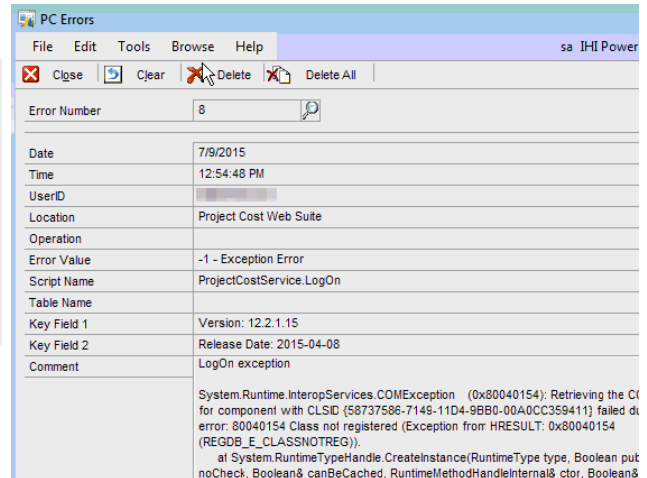 PC Errors
File Edit Tools Browse Help sa IHI Power
Close Clear Delete Delete All
Error Number 8
Date 7/9/2015
Time 12:54:48 PM
UserID
Location Project Cost Web Suite
Operation
Error Value -1 - Exception Error
Script Name ProjectCostService.LogOn
Table Name
Key Field 1 Version: 12.2.1.15
Key Field 2 Release Date: 2015-04-08
Comment LogOn exception
System.Runtime.InteropServices.COMException (0x80040154): Retrieving the
for component with CLSID {58737586-7149-11D4-9BB0-00A0CC359411} failed
error: 80040154 Class not registered (Exception from HRESULT: 0x80040154
(REGDB_E_CLASSNOTREG)).
at System.RuntimeTypeHandle.CreateInstance(RuntimeType type, Boolean
noCheck, Boolean& canBeCached, RuntimeMethodHandleInternal& ctor, Boolean&